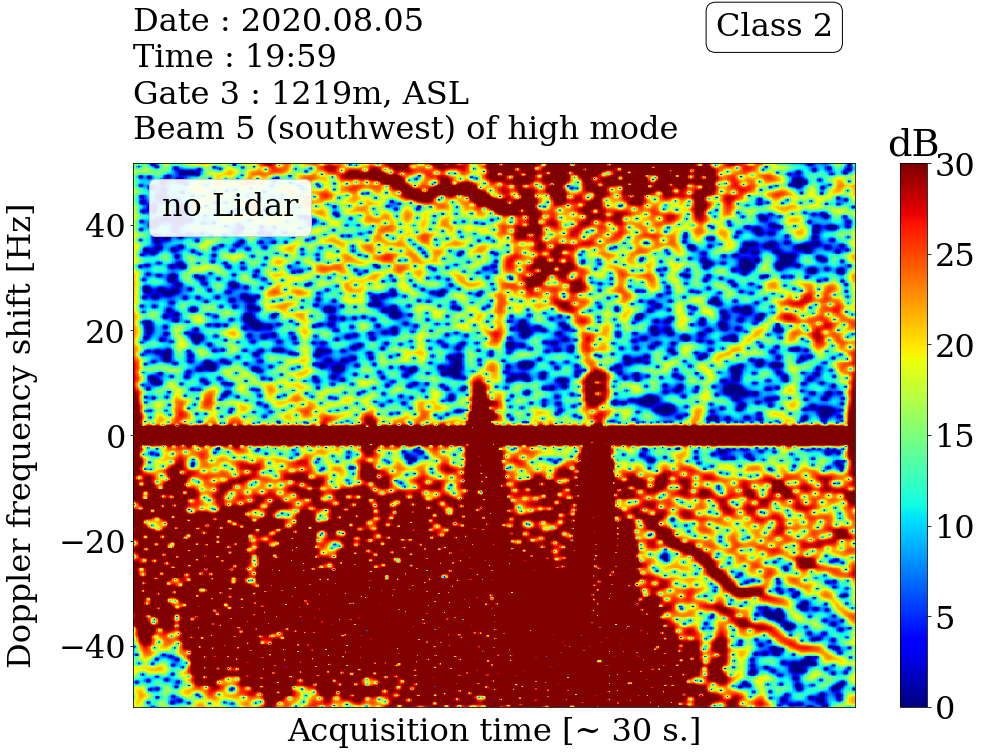 Date : 2020.08.05
Time : 19:59
Gate 3 : 1219m, ASL
Beam 5 (southwest) of high mode
Class 2
dB
no Lidar
Doppler frequency shift [Hz]
40
20
0
−20
−40
30
25
20
15
10
5
0
Acquisition time [~ 30 s.]